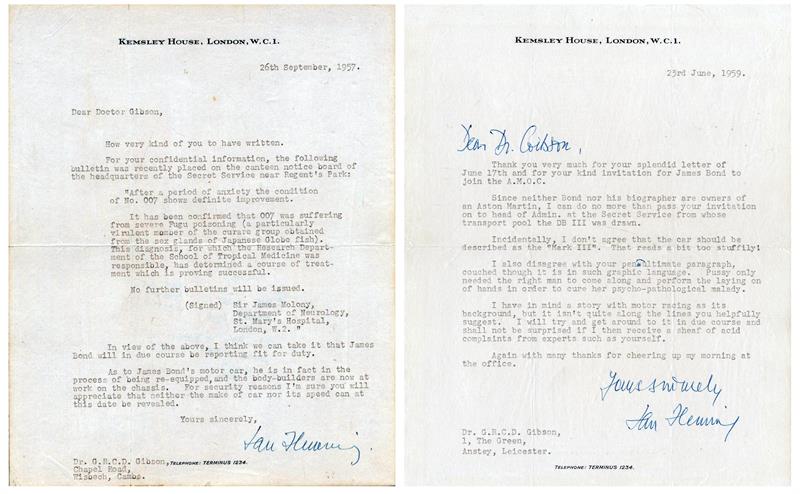 KEMSLEY HOUSE, LONDON, W.C.1.
26th September, 1957.
Dear Doctor Gibson,
How very kind of you to have written.
For your confidential information, the following
bulletin was recently placed on the canteen notice board of
the headquarters of the Secret Service near Regent's Park:
"After a period of anxiety the condition
of No. 007 shows definite improvement.
It has been confirmed that 007 was suffering
from severe Fugu poisoning (a particularly
virulent member of the curare group obtained
from the sex glands of Japanese Globe fish).
This diagnosis, for which the Research Depart-
ment of the School of Tropical Medicine was
responsible, has determined a course of treat-
ment which is proving successful.
No further bulletins will be issued.
(Signed) Sir James Molony,
Department of Neurology,
St. Mary's Hospital,
London, W.2. "
In view of the above, I think we can take it that James
Bond will in due course be reporting fit for duty.
As to James Bond's motor car, he is in fact in the
process of being re-equipped, and the body-builders are now at
work on the chassis. For security reasons I'm sure you will
appreciate that neither the make of car nor its speed can at
this date be revealed.
Yours sincerely,
Ian Fleming.
Dr. G.R.C.D. Gibson,
TELEPHONE: TERMINUS 1234.
Chapel Road,
Wisbech, Cambs.
KEMSLEY HOUSE, LONDON, W.C.1.
23rd June, 1959.
Dear Dr. Gibson,
Thank you very much for your splendid letter of
June 17th and for your kind invitation for James Bond to
join the A.M.O.C.
Since neither Bond nor his biographer are owners of
an Aston Martin, I can do no more than pass your invitation
on to head of Admin. at the Secret Service from whose
transport pool the DB III was drawn.
Incidentally, I don't agree that the car should be
described as the "Mark III". That reads a bit too stuffily!
I also disagree with your penultimate paragraph,
couched though it is in such graphic language. Pussy only
needed the right man to come along and perform the laying on
of hands in order to cure her psycho-pathological malady.
I have in mind a story with motor racing as its
background, but it isn't quite along the lines you helpfully
suggest. I will try and get around to it in due course and
shall not be surprised if I then receive a sheaf of acid
complaints from experts such as yourself.
Again with many thanks for cheering up my morning at
the office.
Yours sincerely
Ian Fleming
Dr. G.R.C.D. Gibson,
1, The Green,
Anstey, Leicester.
TELEPHONE: TERMINUS 1234.